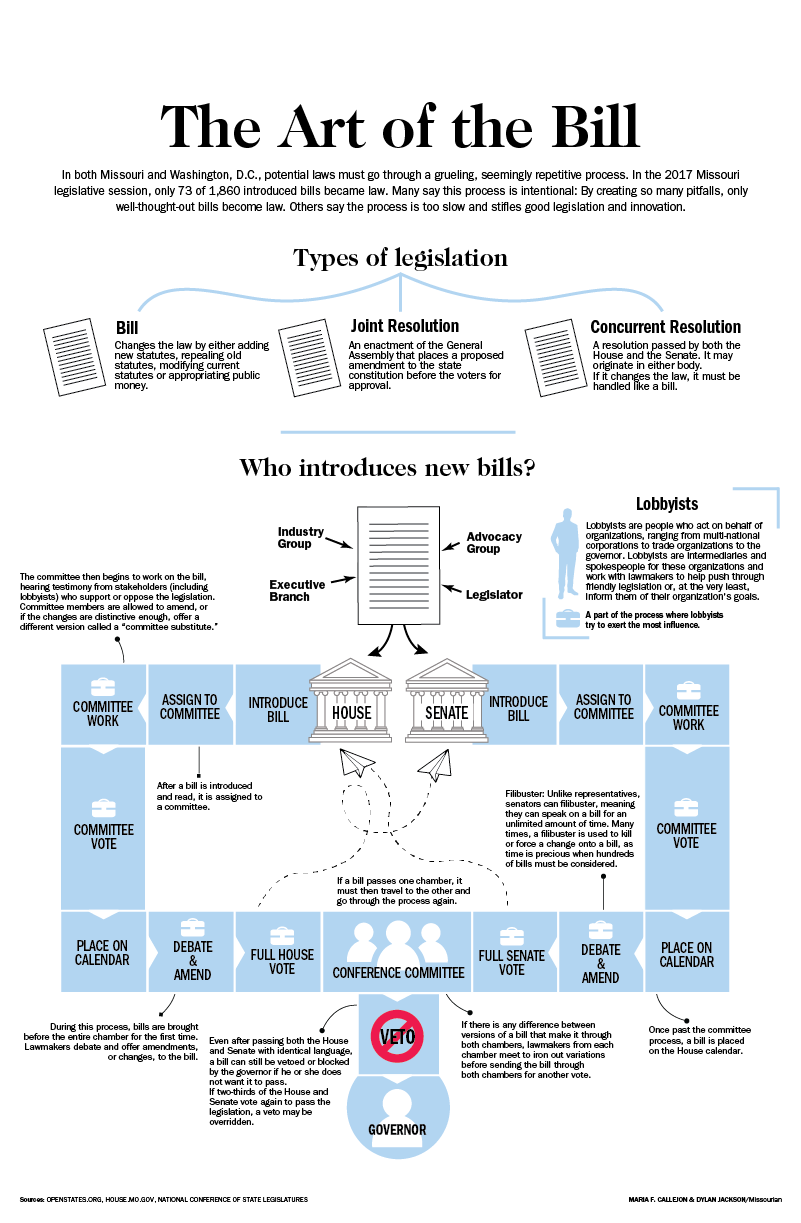 The Art of the Bill
In both Missouri and Washington, D.C., potential laws must go through a grueling, seemingly repetitive process. In the 2017 Missouri
legislative session, only 73 of 1,860 introduced bills became law. Many say this process is intentional: By creating so many pitfalls, only
well-thought-out bills become law. Others say the process is too slow and stifles good legislation and innovation.
Types of legislation
Bill
Changes the law by either adding
new statutes, repealing old
statutes, modifying current
statutes or appropriating public
money.
Joint Resolution
An enactment of the General
Assembly that places a proposed
amendment to the state
constitution before the voters for
approval.
Concurrent Resolution
A resolution passed by both the
House and the Senate. It may
originate in either body.
If it changes the law, it must be
handled like a bill.
Who introduces new bills?
Industry
Group
Executive
Branch
Advocacy
Group
Legislator
Lobbyists
Lobbyists are people who act on behalf of
organizations, ranging from multi-national
corporations to trade organizations to the
governor. Lobbyists are intermediaries and
spokespeople for these organizations and
work with lawmakers to help push through
friendly legislation or, at the very least,
inform them of their organization's goals.
A part of the process where lobbyists
try to exert the most influence.
The committee then begins to work on the bill,
hearing testimony from stakeholders (including
lobbyists) who support or oppose the legislation.
Committee members are allowed to amend, or
if the changes are distinctive enough, offer a
different version called a “committee substitute.”
COMMITTEE
WORK
ASSIGN TO
COMMITTEE
INTRODUCE
BILL
HOUSE
SENATE
INTRODUCE
BILL
ASSIGN TO
COMMITTEE
COMMITTEE
WORK
After a bill is introduced
and read, it is assigned to
a committee.
COMMITTEE
VOTE
Filibuster: Unlike representatives,
senators can filibuster, meaning
they can speak on a bill for an
unlimited amount of time. Many
times, a filibuster is used to kill
or force a change onto a bill, as
time is precious when hundreds
of bills must be considered.
COMMITTEE
VOTE
If a bill passes one chamber, it
must then travel to the other and
go through the process again.
PLACE ON
CALENDAR
DEBATE
&
AMEND
FULL HOUSE
VOTE
CONFERENCE COMMITTEE
FULL SENATE
VOTE
DEBATE
&
AMEND
PLACE ON
CALENDAR
During this process, bills are brought
before the entire chamber for the first time.
Lawmakers debate and offer amendments,
or changes, to the bill.
Even after passing both the House
and Senate with identical language,
a bill can still be vetoed or blocked
by the governor if he or she does
not want it to pass.
If two-thirds of the House and
Senate vote again to pass the
legislation, a veto may be
overridden.
VETO
GOVERNOR
If there is any difference between
versions of a bill that make it through
both chambers, lawmakers from each
chamber meet to iron out variations
before sending the bill through
both chambers for another vote.
Once past the committee
process, a bill is placed
on the House calendar.
Sources: OPENSTATES.ORG, HOUSE.MO.GOV, NATIONAL CONFERENCE OF STATE LEGISLATURES
MARIA F. CALLEJON & DYLAN JACKSON/Missourian